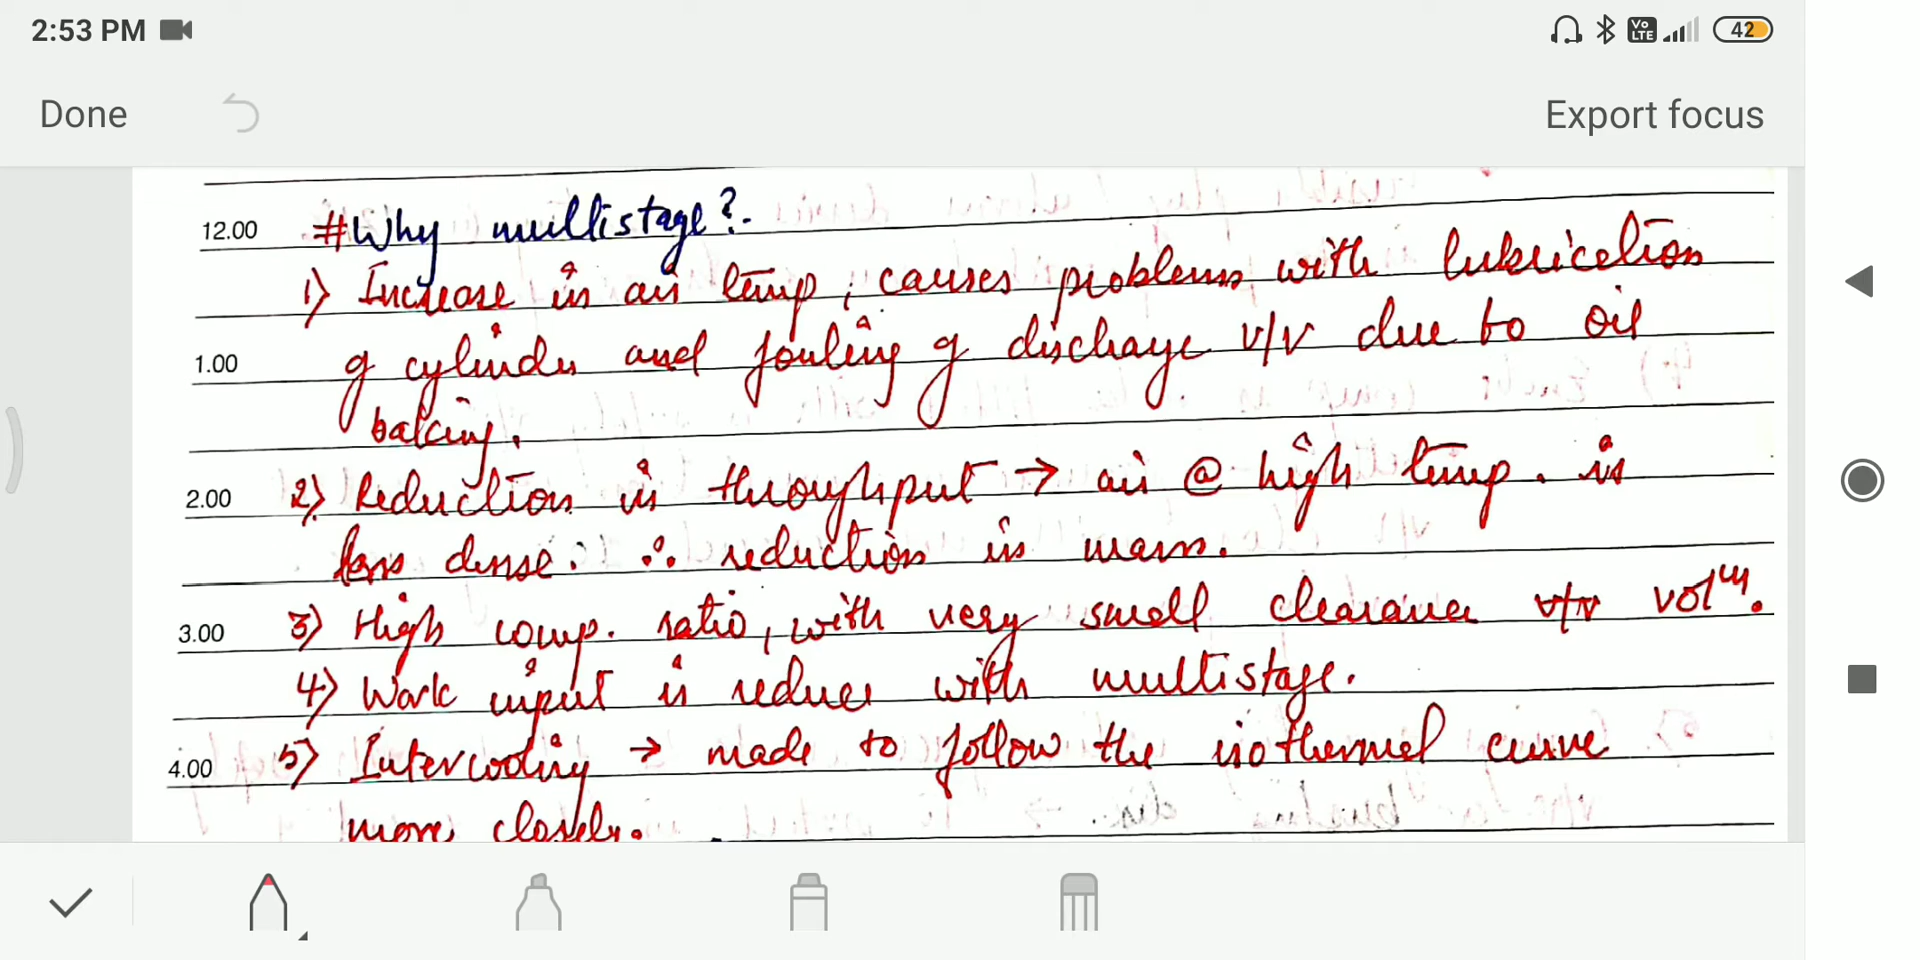 2:53 PM
Vo LTE 42
Done
Export focus
12.00 #Why multistage?
1) Increase in air temp, causes problems with lubrication
1.00 of cylinder and fouling of discharge v/v due to oil
baking.
2.00 2) Reduction in throughput → air @ high temp. is
less dense. ∴ reduction in mass.
3.00 3) High comp. ratio, with very small clearance v/v vol
4) Work input is reduces with multistage.
4.00 5) Intercooling → made to follow the isothermal curve
more closely.